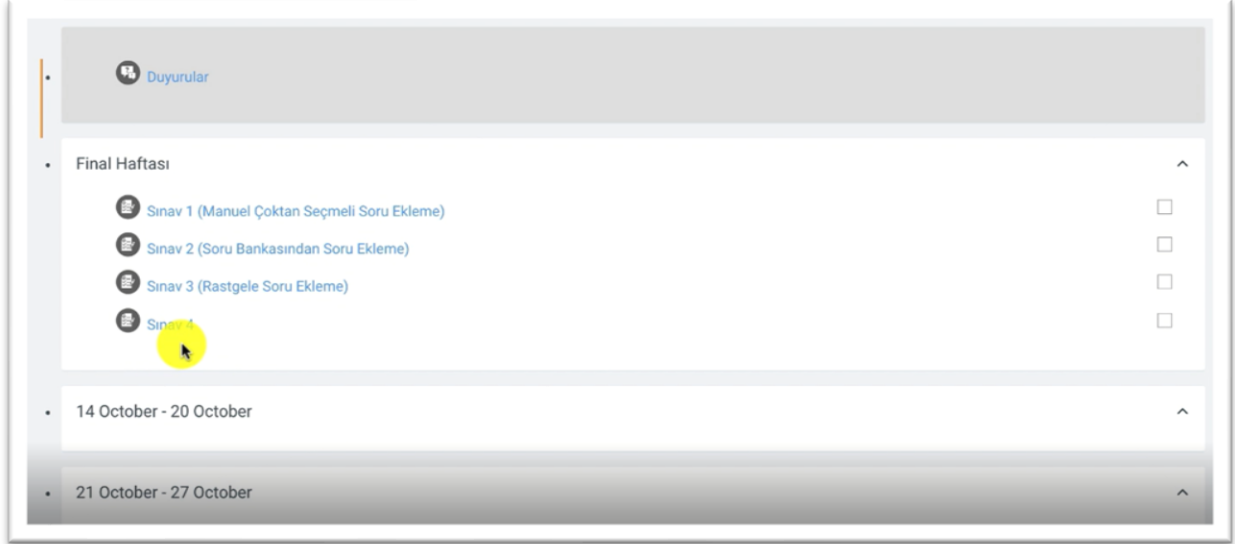 Duyurular
Final Haftası
Sınav 1 (Manuel Çoktan Seçmeli Soru Ekleme)
Sınav 2 (Soru Bankasından Soru Ekleme)
Sınav 3 (Rastgele Soru Ekleme)
Sınav 4
14 October - 20 October
21 October - 27 October